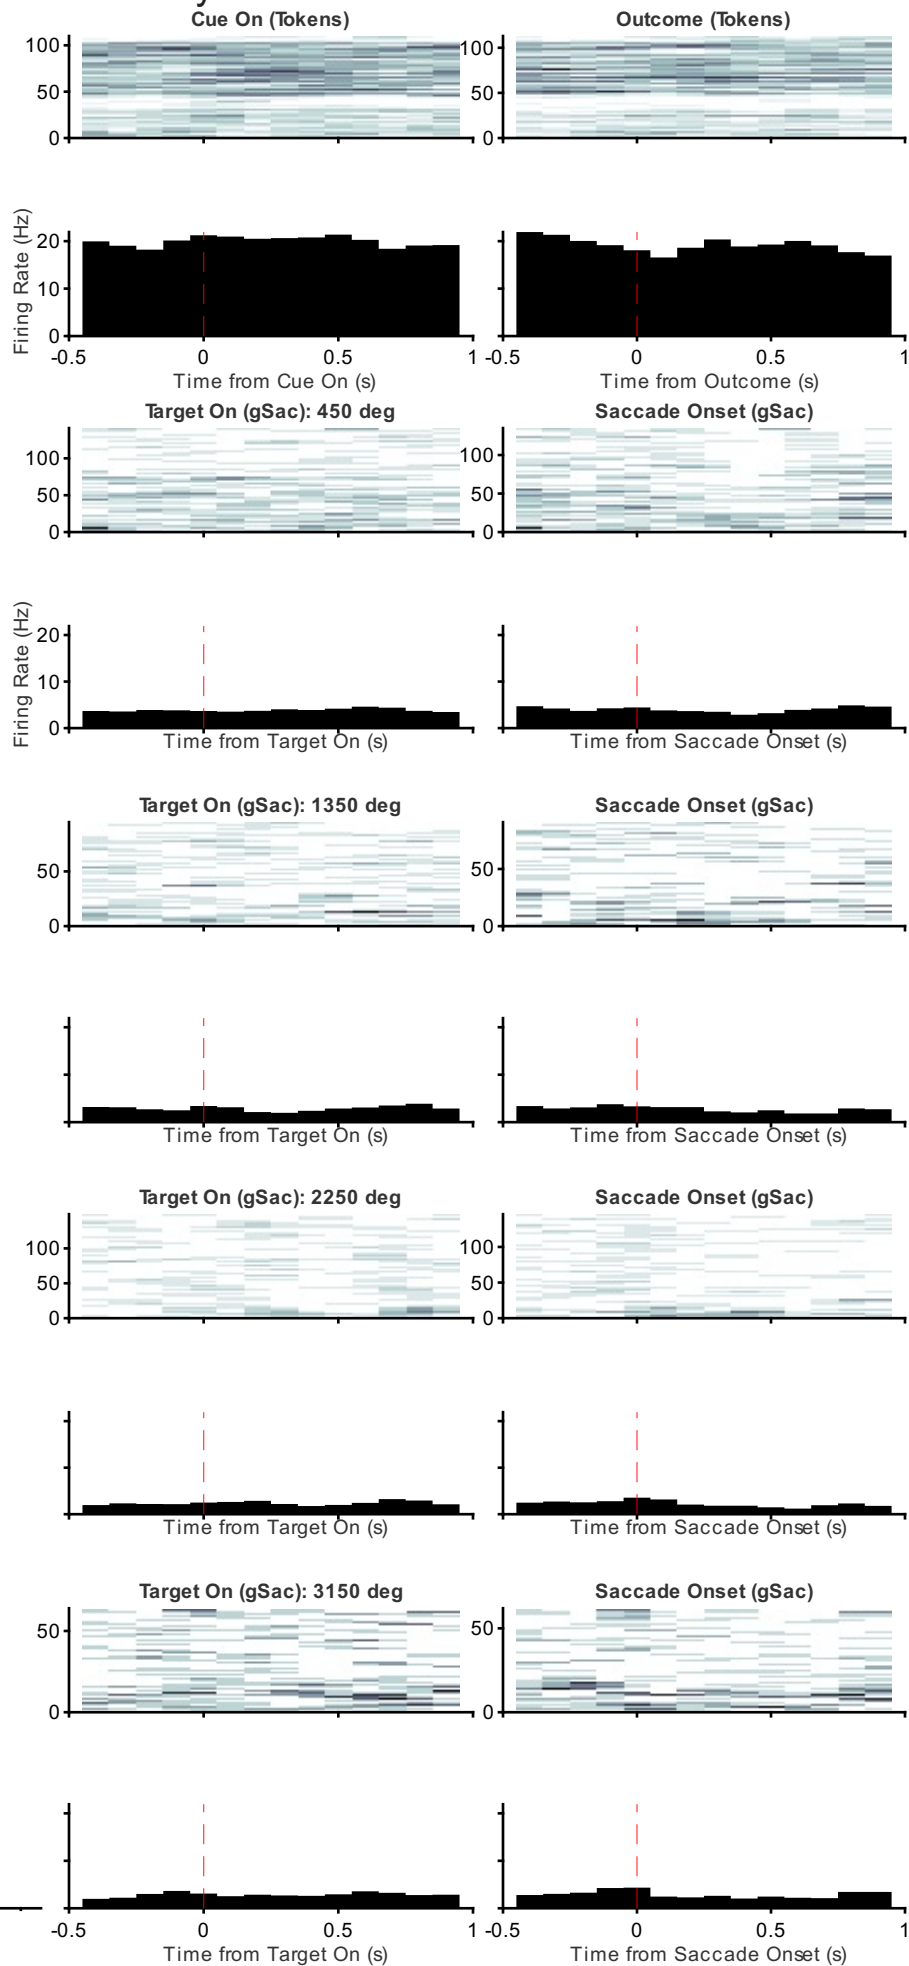 Cue On (Tokens) Outcome (Tokens)
100 100
50 50
0 0
Firing Rate (Hz)
20
10
0
-0.5 0 0.5 1 -0.5 0 0.5 1
Time from Cue On (s) Time from Outcome (s)
Target On (gSac): 450 deg Saccade Onset (gSac)
100 100
50 50
0 0
Firing Rate (Hz)
20
10
0
Time from Target On (s) Time from Saccade Onset (s)
Target On (gSac): 1350 deg Saccade Onset (gSac)
50 50
0 0
Time from Target On (s) Time from Saccade Onset (s)
Target On (gSac): 2250 deg Saccade Onset (gSac)
100 100
50 50
0 0
Time from Target On (s) Time from Saccade Onset (s)
Target On (gSac): 3150 deg Saccade Onset (gSac)
50 50
0 0
-0.5 0 0.5 1 -0.5 0 0.5 1
Time from Target On (s) Time from Saccade Onset (s)